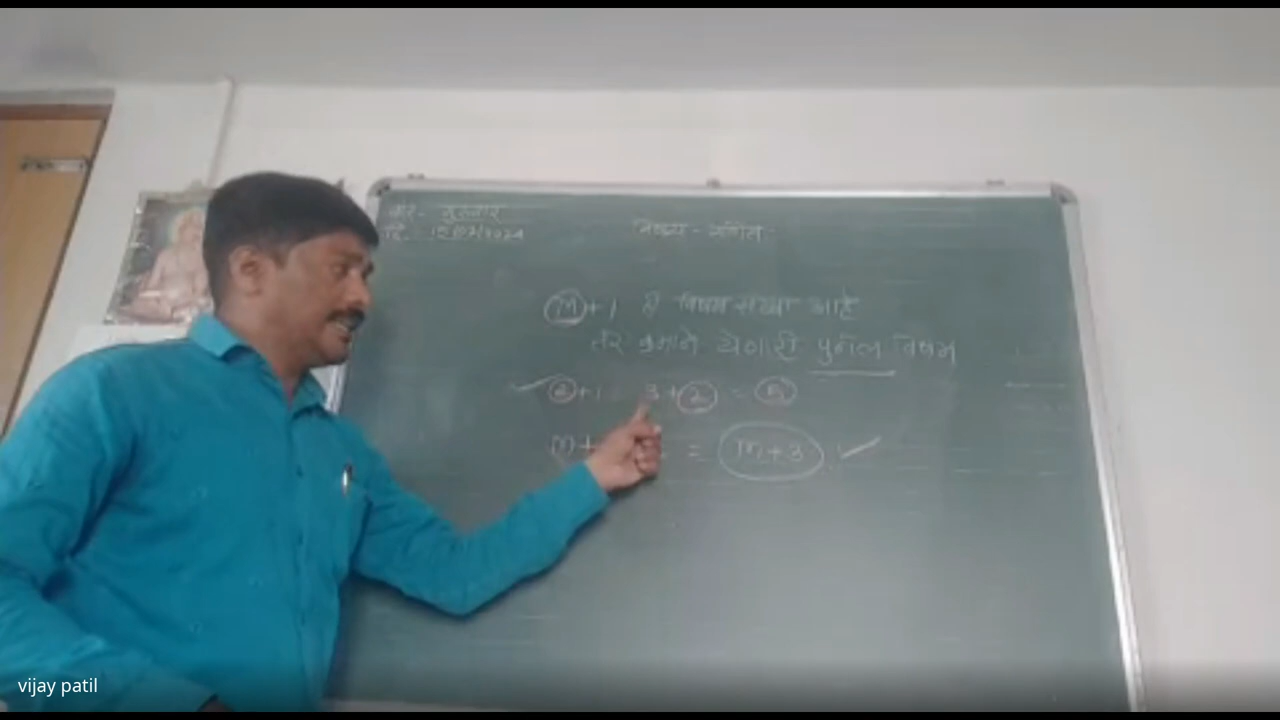 वार - गुरुवार
दि.
विषय - गणित
m+1 ही विषम संख्या आहे
तर क्रमाने येणारी पुढील विषम
2+1 = 3+2 = 5
m+ = m+3
vijay patil